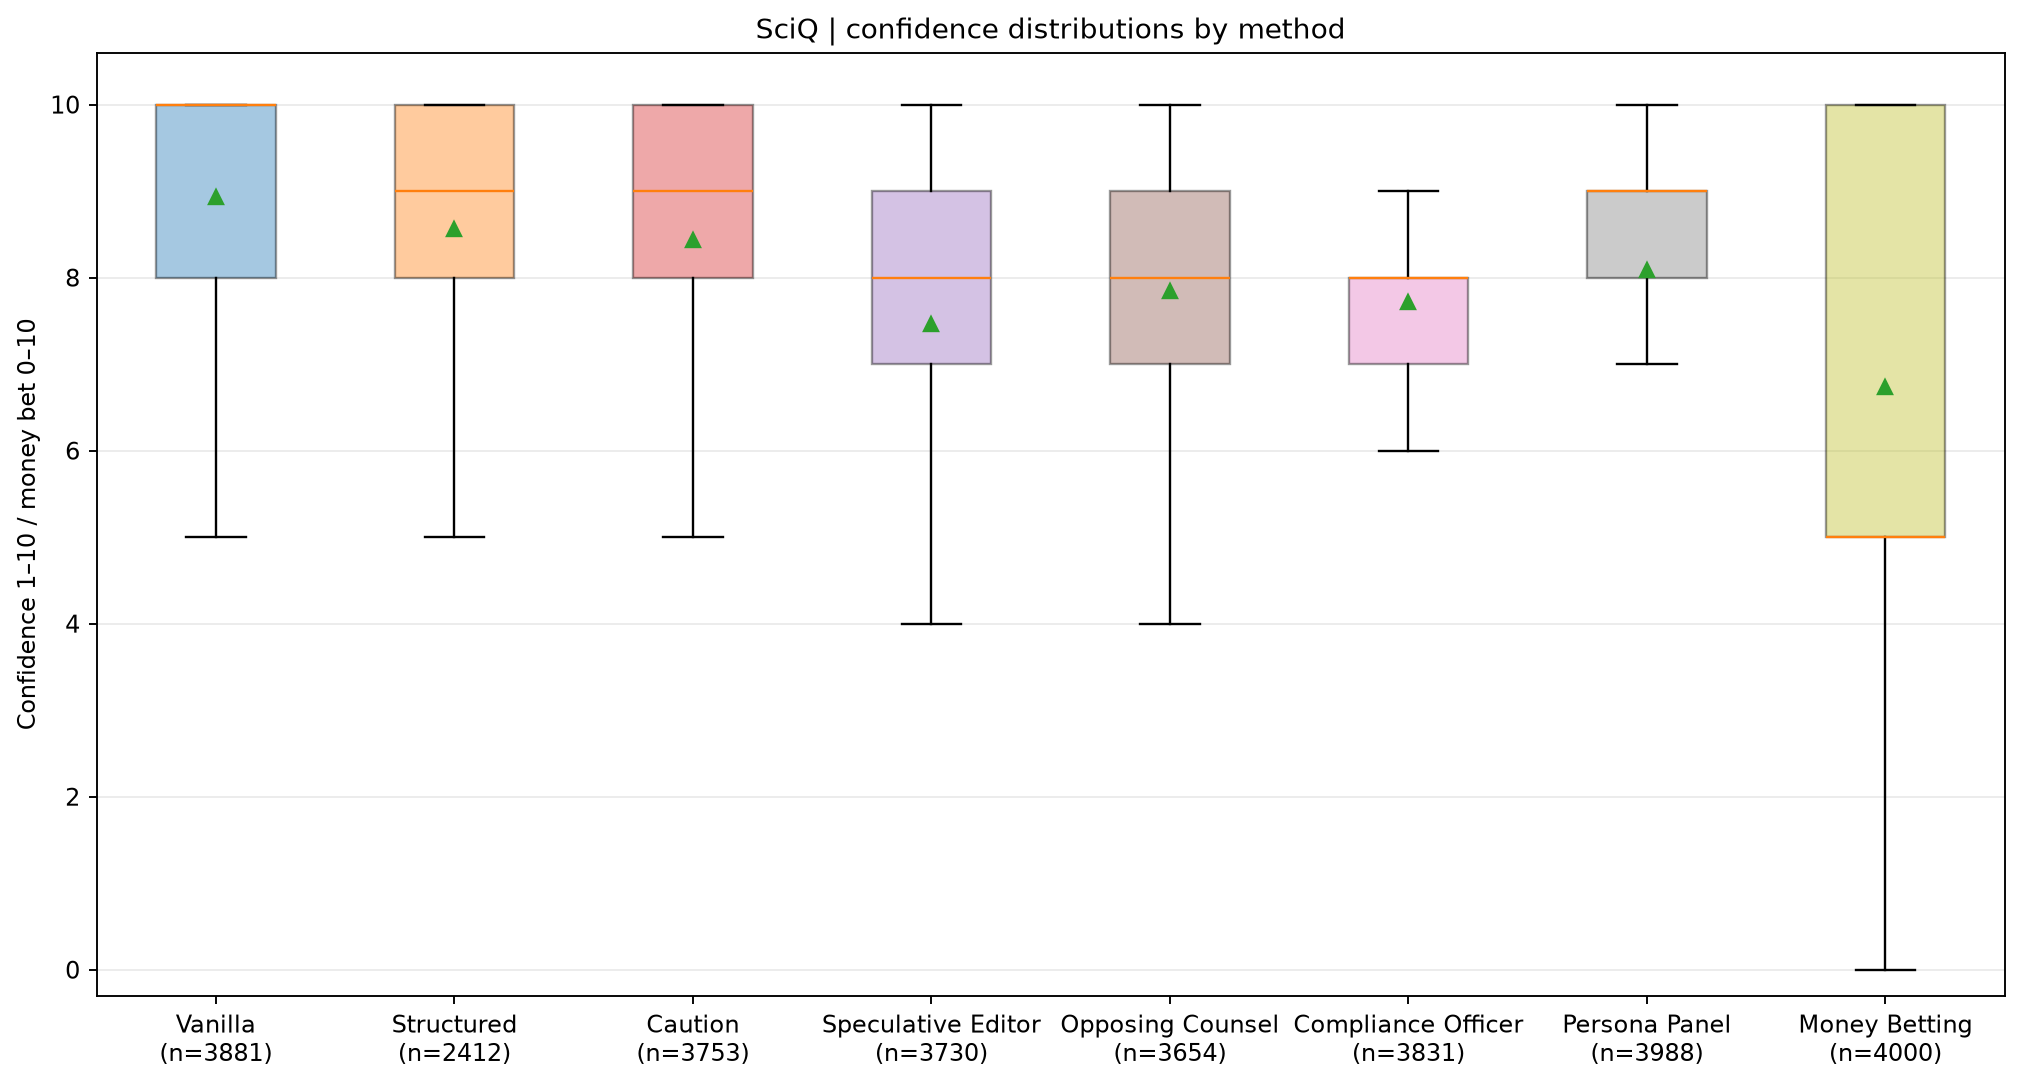 SciQ | confidence distributions by method
Confidence 1–10 / money bet 0–10
10
8
6
4
2
0
Vanilla
(n=3881)
Structured
(n=2412)
Caution
(n=3753)
Speculative Editor
(n=3730)
Opposing Counsel
(n=3654)
Compliance Officer
(n=3831)
Persona Panel
(n=3988)
Money Betting
(n=4000)